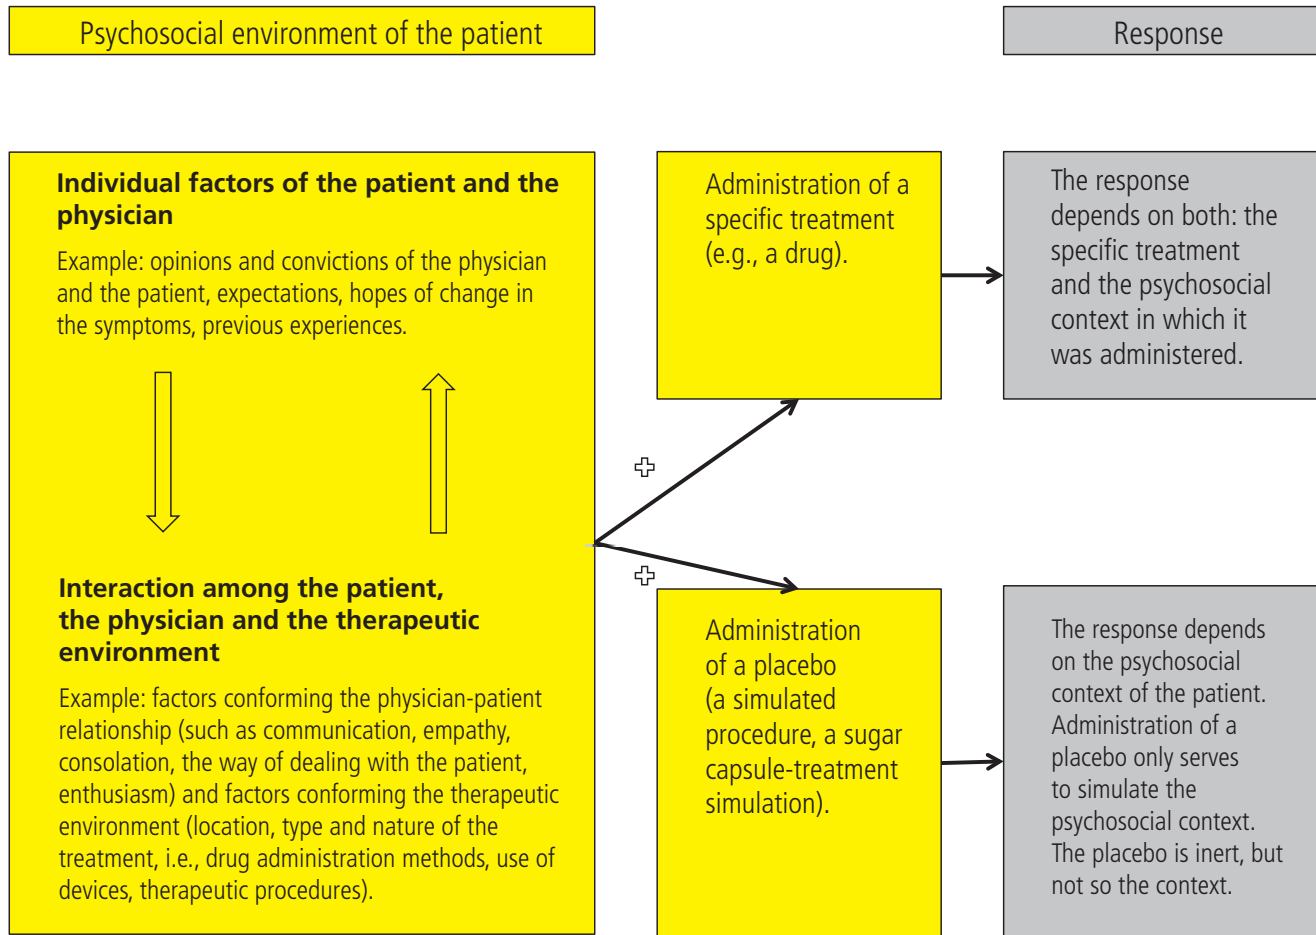 Psychosocial environment of the patient
Response
Individual factors of the patient and the
physician
Example: opinions and convictions of the physician
and the patient, expectations, hopes of change in
the symptoms, previous experiences.
Interaction among the patient,
the physician and the therapeutic
environment
Example: factors conforming the physician-patient
relationship (such as communication, empathy,
consolation, the way of dealing with the patient,
enthusiasm) and factors conforming the therapeutic
environment (location, type and nature of the
treatment, i.e., drug administration methods, use of
devices, therapeutic procedures).
Administration of a
specific treatment
(e.g., a drug).
The response
depends on both: the
specific treatment
and the psychosocial
context in which it
was administered.
Administration
of a placebo
(a simulated
procedure, a sugar
capsule-treatment
simulation).
The response depends
on the psychosocial
context of the patient.
Administration of a
placebo only serves
to simulate the
psychosocial context.
The placebo is inert, but
not so the context.